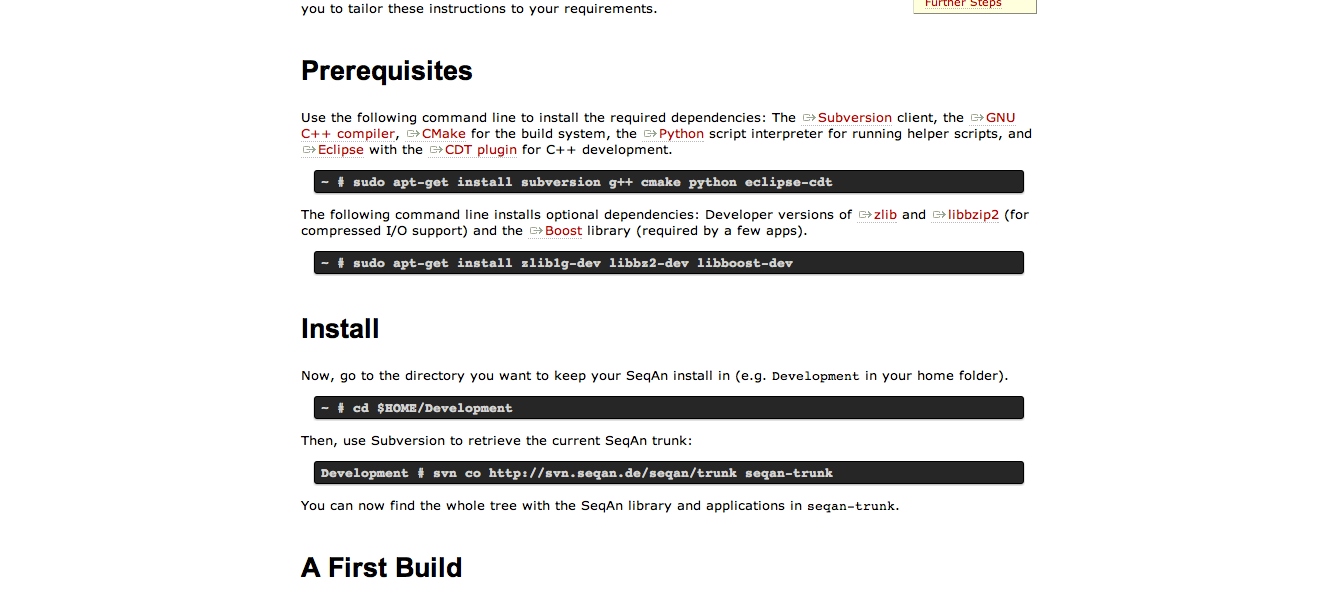 you to tailor these instructions to your requirements.
Further Steps
Prerequisites
Use the following command line to install the required dependencies: The Subversion client, the GNU
C++ compiler, CMake for the build system, the Python script interpreter for running helper scripts, and
Eclipse with the CDT plugin for C++ development.
~ # sudo apt-get install subversion g++ cmake python eclipse-cdt
The following command line installs optional dependencies: Developer versions of zlib and libbzip2 (for
compressed I/O support) and the Boost library (required by a few apps).
~ # sudo apt-get install zlib1g-dev libbz2-dev libboost-dev
Install
Now, go to the directory you want to keep your SeqAn install in (e.g. Development in your home folder).
~ # cd $HOME/Development
Then, use Subversion to retrieve the current SeqAn trunk:
Development # svn co http://svn.seqan.de/seqan/trunk seqan-trunk
You can now find the whole tree with the SeqAn library and applications in seqan-trunk.
A First Build